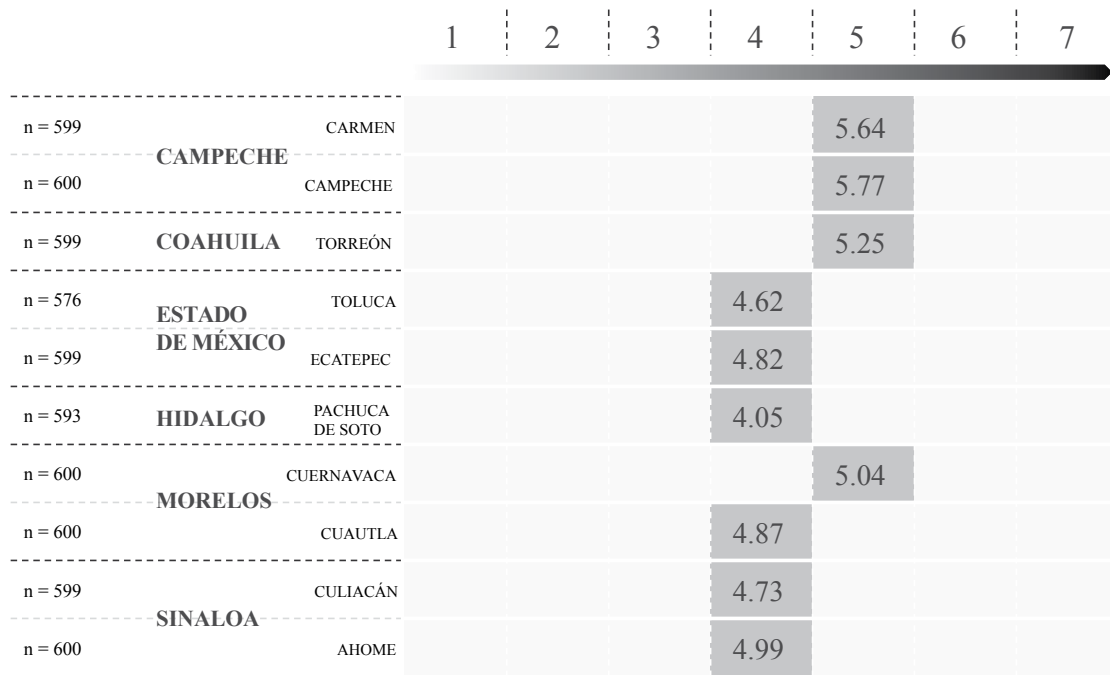 1 2 3 4 5 6 7
n = 599 CARMEN 5.64
CAMPECHE
n = 600 CAMPECHE 5.77
n = 599 COAHUILA TORREÓN 5.25
n = 576 TOLUCA 4.62
ESTADO
DE MÉXICO
n = 599 ECATEPEC 4.82
n = 593 HIDALGO PACHUCA
DE SOTO 4.05
n = 600 CUERNAVACA 5.04
MORELOS
n = 600 CUAUTLA 4.87
n = 599 CULIACÁN 4.73
SINALOA
n = 600 AHOME 4.99